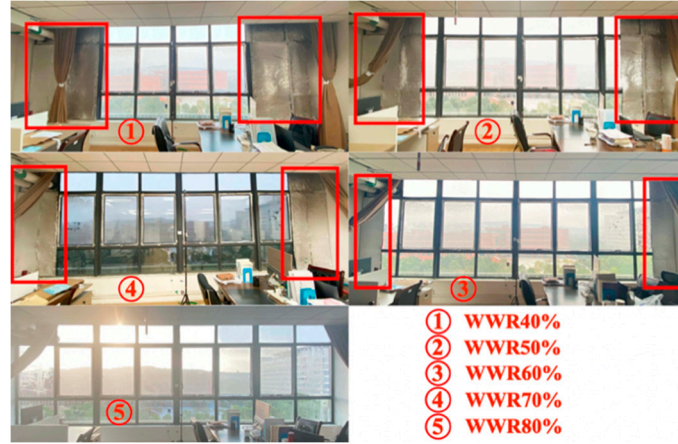 ①
②
④
③
⑤
① WWR40%
② WWR50%
③ WWR60%
④ WWR70%
⑤ WWR80%